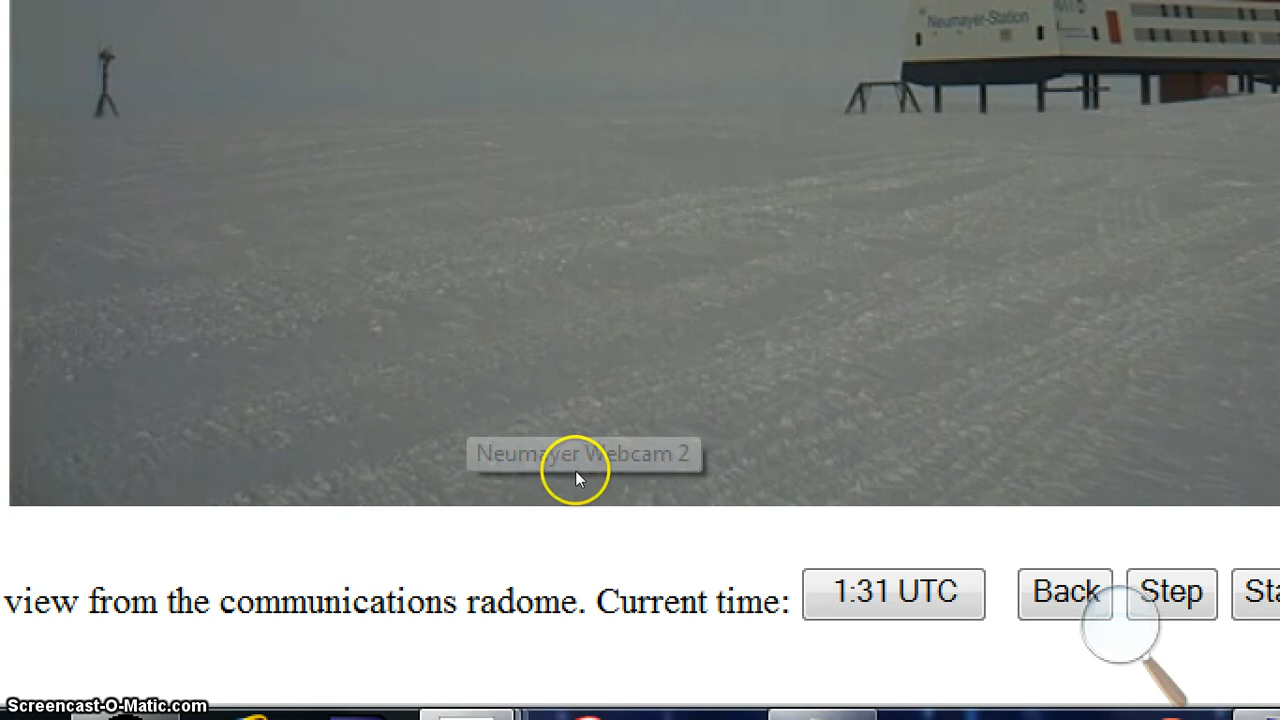 Neumayer-Station
Neumayer Webcam 2
view from the communications radome. Current time: 1:31 UTC Back Step Sta
Screencast-O-Matic.com